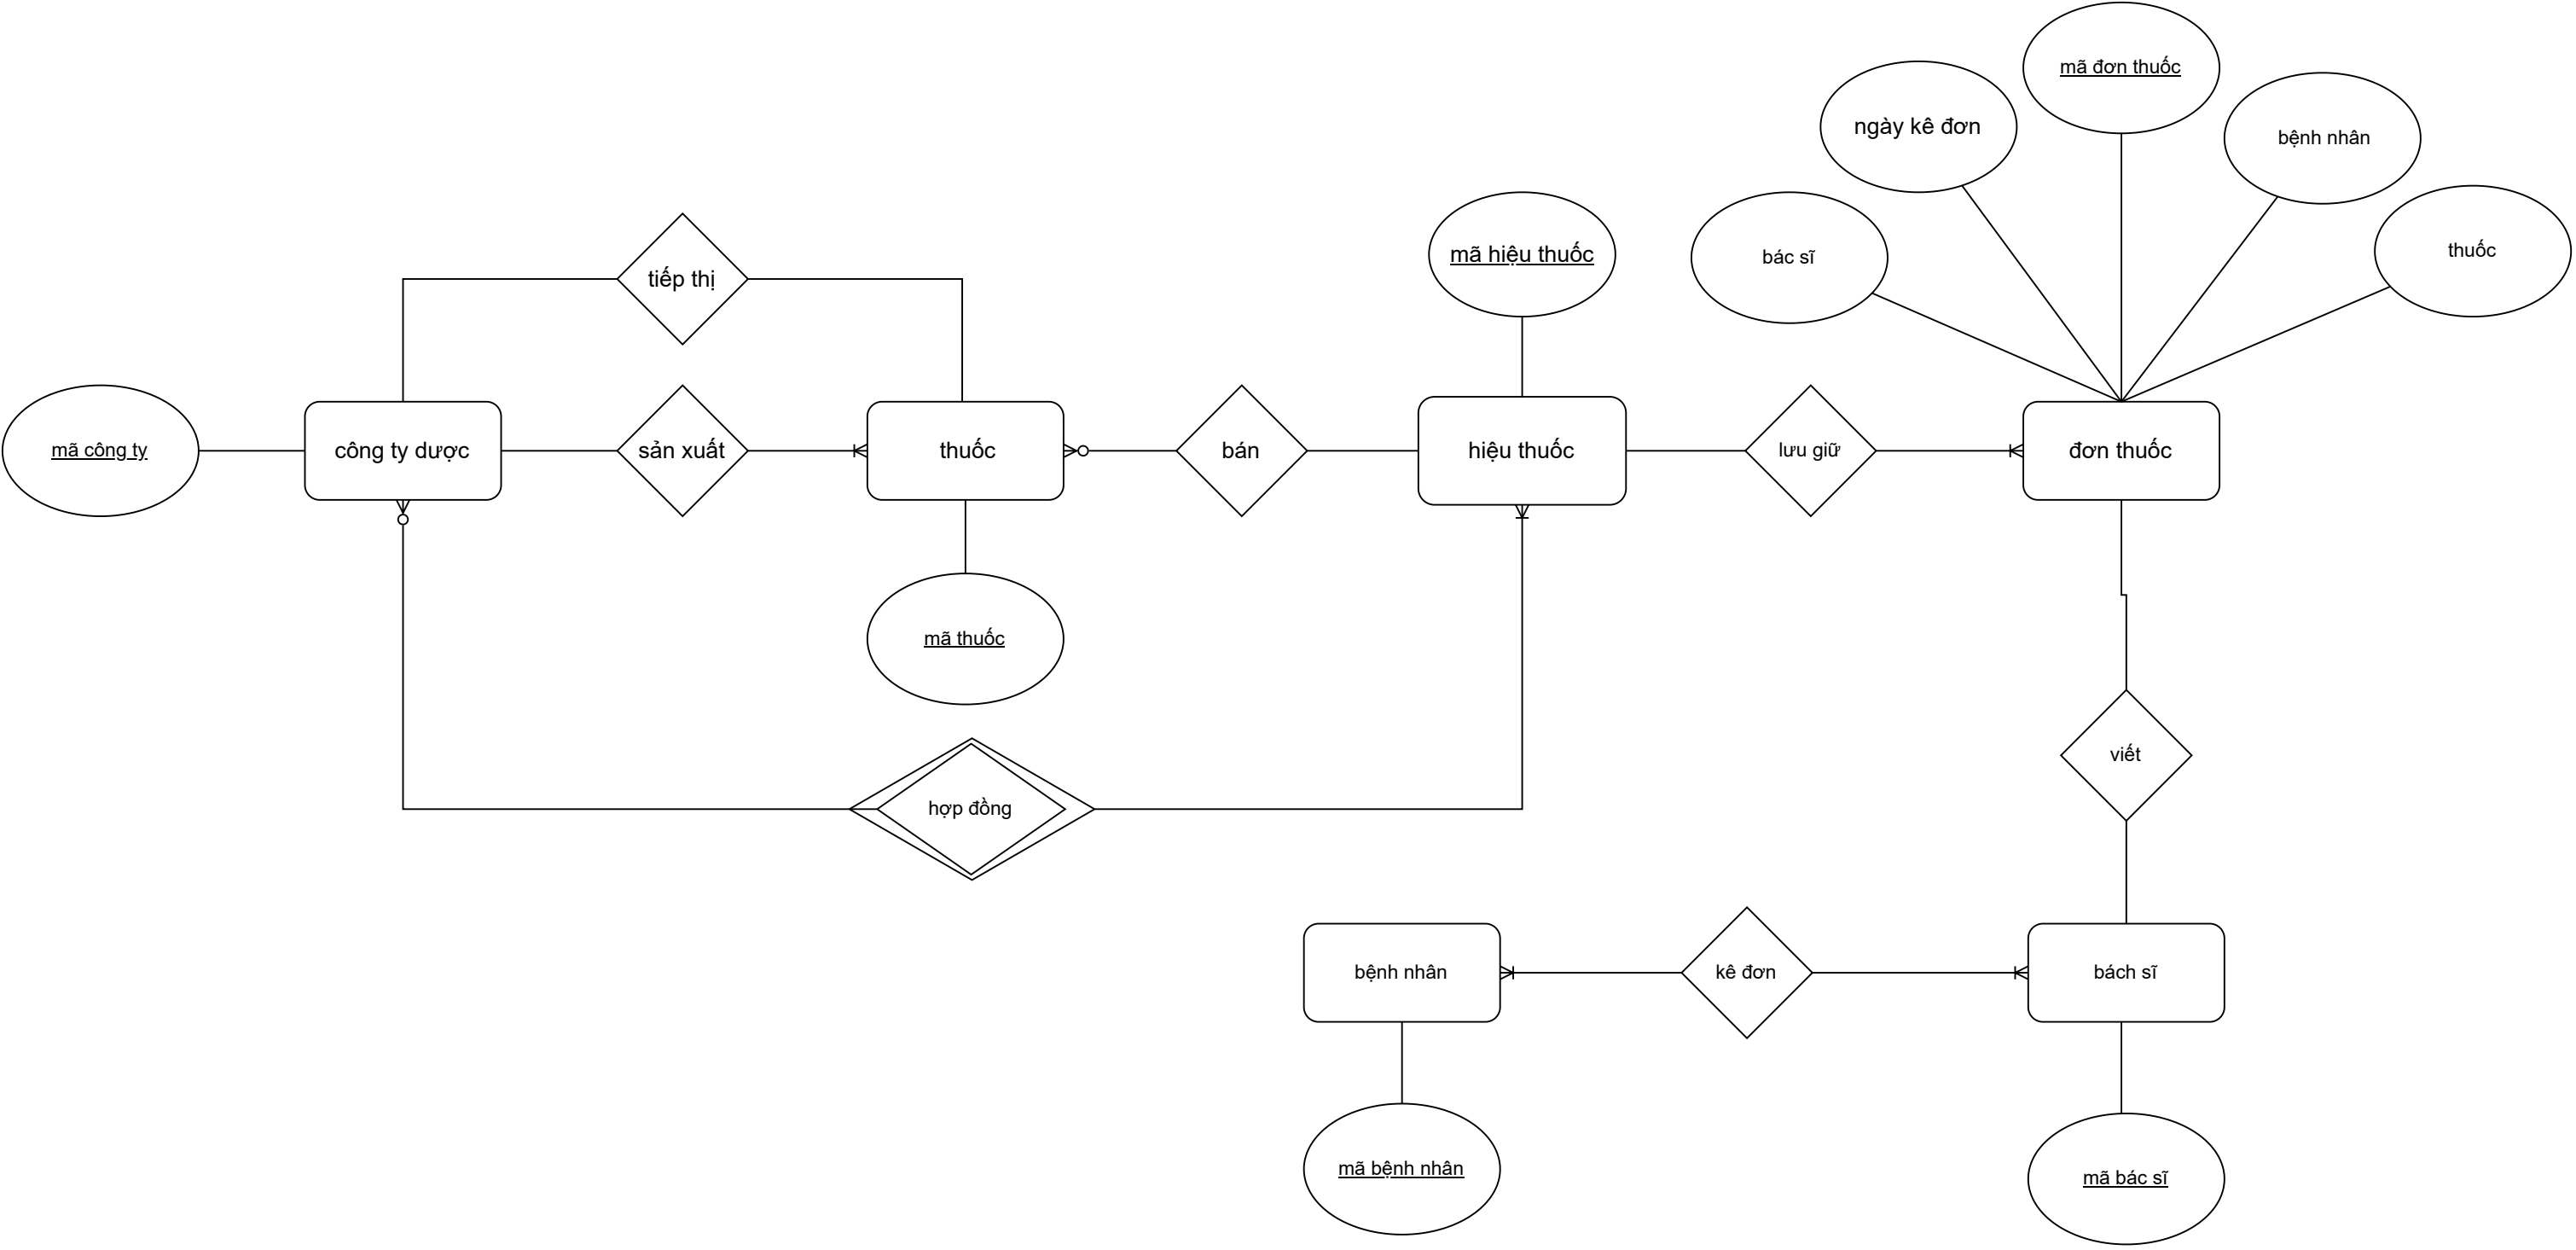 mã đơn thuốc
ngày kê đơn
bệnh nhân
mã hiệu thuốc
bác sĩ
thuốc
tiếp thị
mã công ty
công ty dược
sản xuất
thuốc
bán
hiệu thuốc
lưu giữ
đơn thuốc
mã thuốc
viết
hợp đồng
bệnh nhân
kê đơn
bách sĩ
mã bệnh nhân
mã bác sĩ